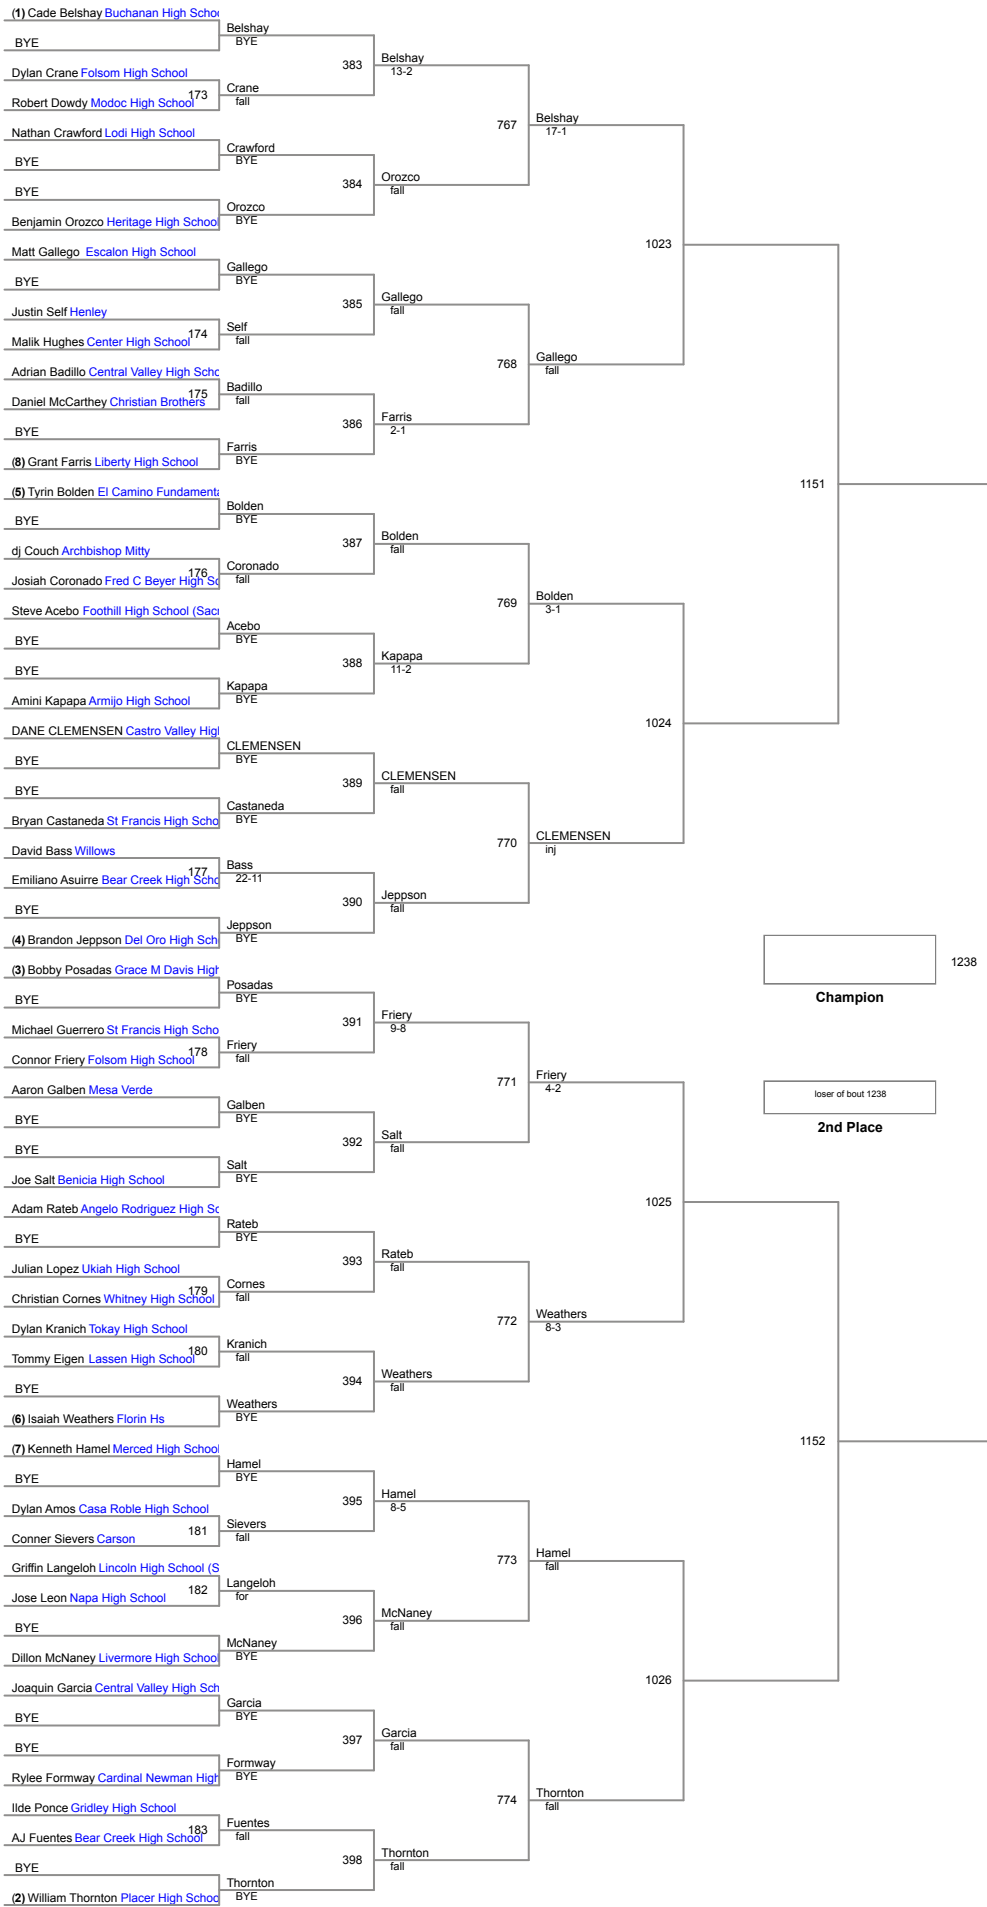 (1) Cade Belshay Buchanan High Schoo
BYE
Dylan Crane Folsom High School
173
Robert Dowdy Modoc High School
Nathan Crawford Lodi High School
BYE
BYE
Benjamin Orozco Heritage High School
Matt Gallego Escalon High School
BYE
Justin Self Henley
174
Malik Hughes Center High School
Adrian Badillo Central Valley High Scho
175
Daniel McCarthey Christian Brothers
BYE
(8) Grant Farris Liberty High School
(5) Tyrin Bolden El Camino Fundamenta
BYE
dj Couch Archbishop Mitty
176
Josiah Coronado Fred C Beyer High Sc
Steve Acebo Foothill High School (Sacr
BYE
BYE
Amini Kapapa Armijo High School
DANE CLEMENSEN Castro Valley High
BYE
BYE
Bryan Castaneda St Francis High Scho
David Bass Willows
177
Emiliano Asuirre Bear Creek High Scho
BYE
(4) Brandon Jeppson Del Oro High Sch
(3) Bobby Posadas Grace M Davis High
BYE
Michael Guerrero St Francis High Scho
178
Connor Friery Folsom High School
Aaron Galben Mesa Verde
BYE
BYE
Joe Salt Benicia High School
Adam Rateb Angelo Rodriguez High Sc
BYE
Julian Lopez Ukiah High School
179
Christian Cornes Whitney High School
Dylan Kranich Tokay High School
180
Tommy Eigen Lassen High School
BYE
(6) Isaiah Weathers Florin Hs
(7) Kenneth Hamel Merced High School
BYE
Dylan Amos Casa Roble High School
181
Conner Sievers Carson
Griffin Langeloh Lincoln High School (S
182
Jose Leon Napa High School
BYE
Dillon McNaney Livermore High School
Joaquin Garcia Central Valley High Sch
BYE
BYE
Rylee Formway Cardinal Newman High
Ilde Ponce Gridley High School
183
AJ Fuentes Bear Creek High School
BYE
(2) William Thornton Placer High Schoo
Belshay
BYE
383
Crane
fall
Crawford
BYE
384
Orozco
BYE
Gallego
BYE
385
Self
fall
Badillo
fall
386
Farris
BYE
Bolden
BYE
387
Coronado
fall
Acebo
BYE
388
Kapapa
BYE
CLEMENSEN
BYE
389
Castaneda
BYE
Bass
22-11
390
Jeppson
BYE
Posadas
BYE
391
Friery
fall
Galben
BYE
392
Salt
BYE
Rateb
BYE
393
Cornes
fall
Kranich
fall
394
Weathers
BYE
Hamel
BYE
395
Sievers
fall
Langeloh
for
396
McNaney
BYE
Garcia
BYE
397
Formway
BYE
Fuentes
fall
398
Thornton
BYE
Belshay
13-2
767
Orozco
fall
Gallego
fall
768
Farris
2-1
Bolden
fall
769
Kapapa
11-2
CLEMENSEN
fall
770
Jeppson
fall
Friery
9-8
771
Salt
fall
Rateb
fall
772
Weathers
fall
Hamel
8-5
773
McNaney
fall
Garcia
fall
774
Thornton
fall
Belshay
17-1
1023
Gallego
fall
Bolden
3-1
1024
CLEMENSEN
inj
Friery
4-2
1025
Weathers
8-3
Hamel
fall
1026
Thornton
fall
1151
1152
1238
Champion
loser of bout 1238
2nd Place